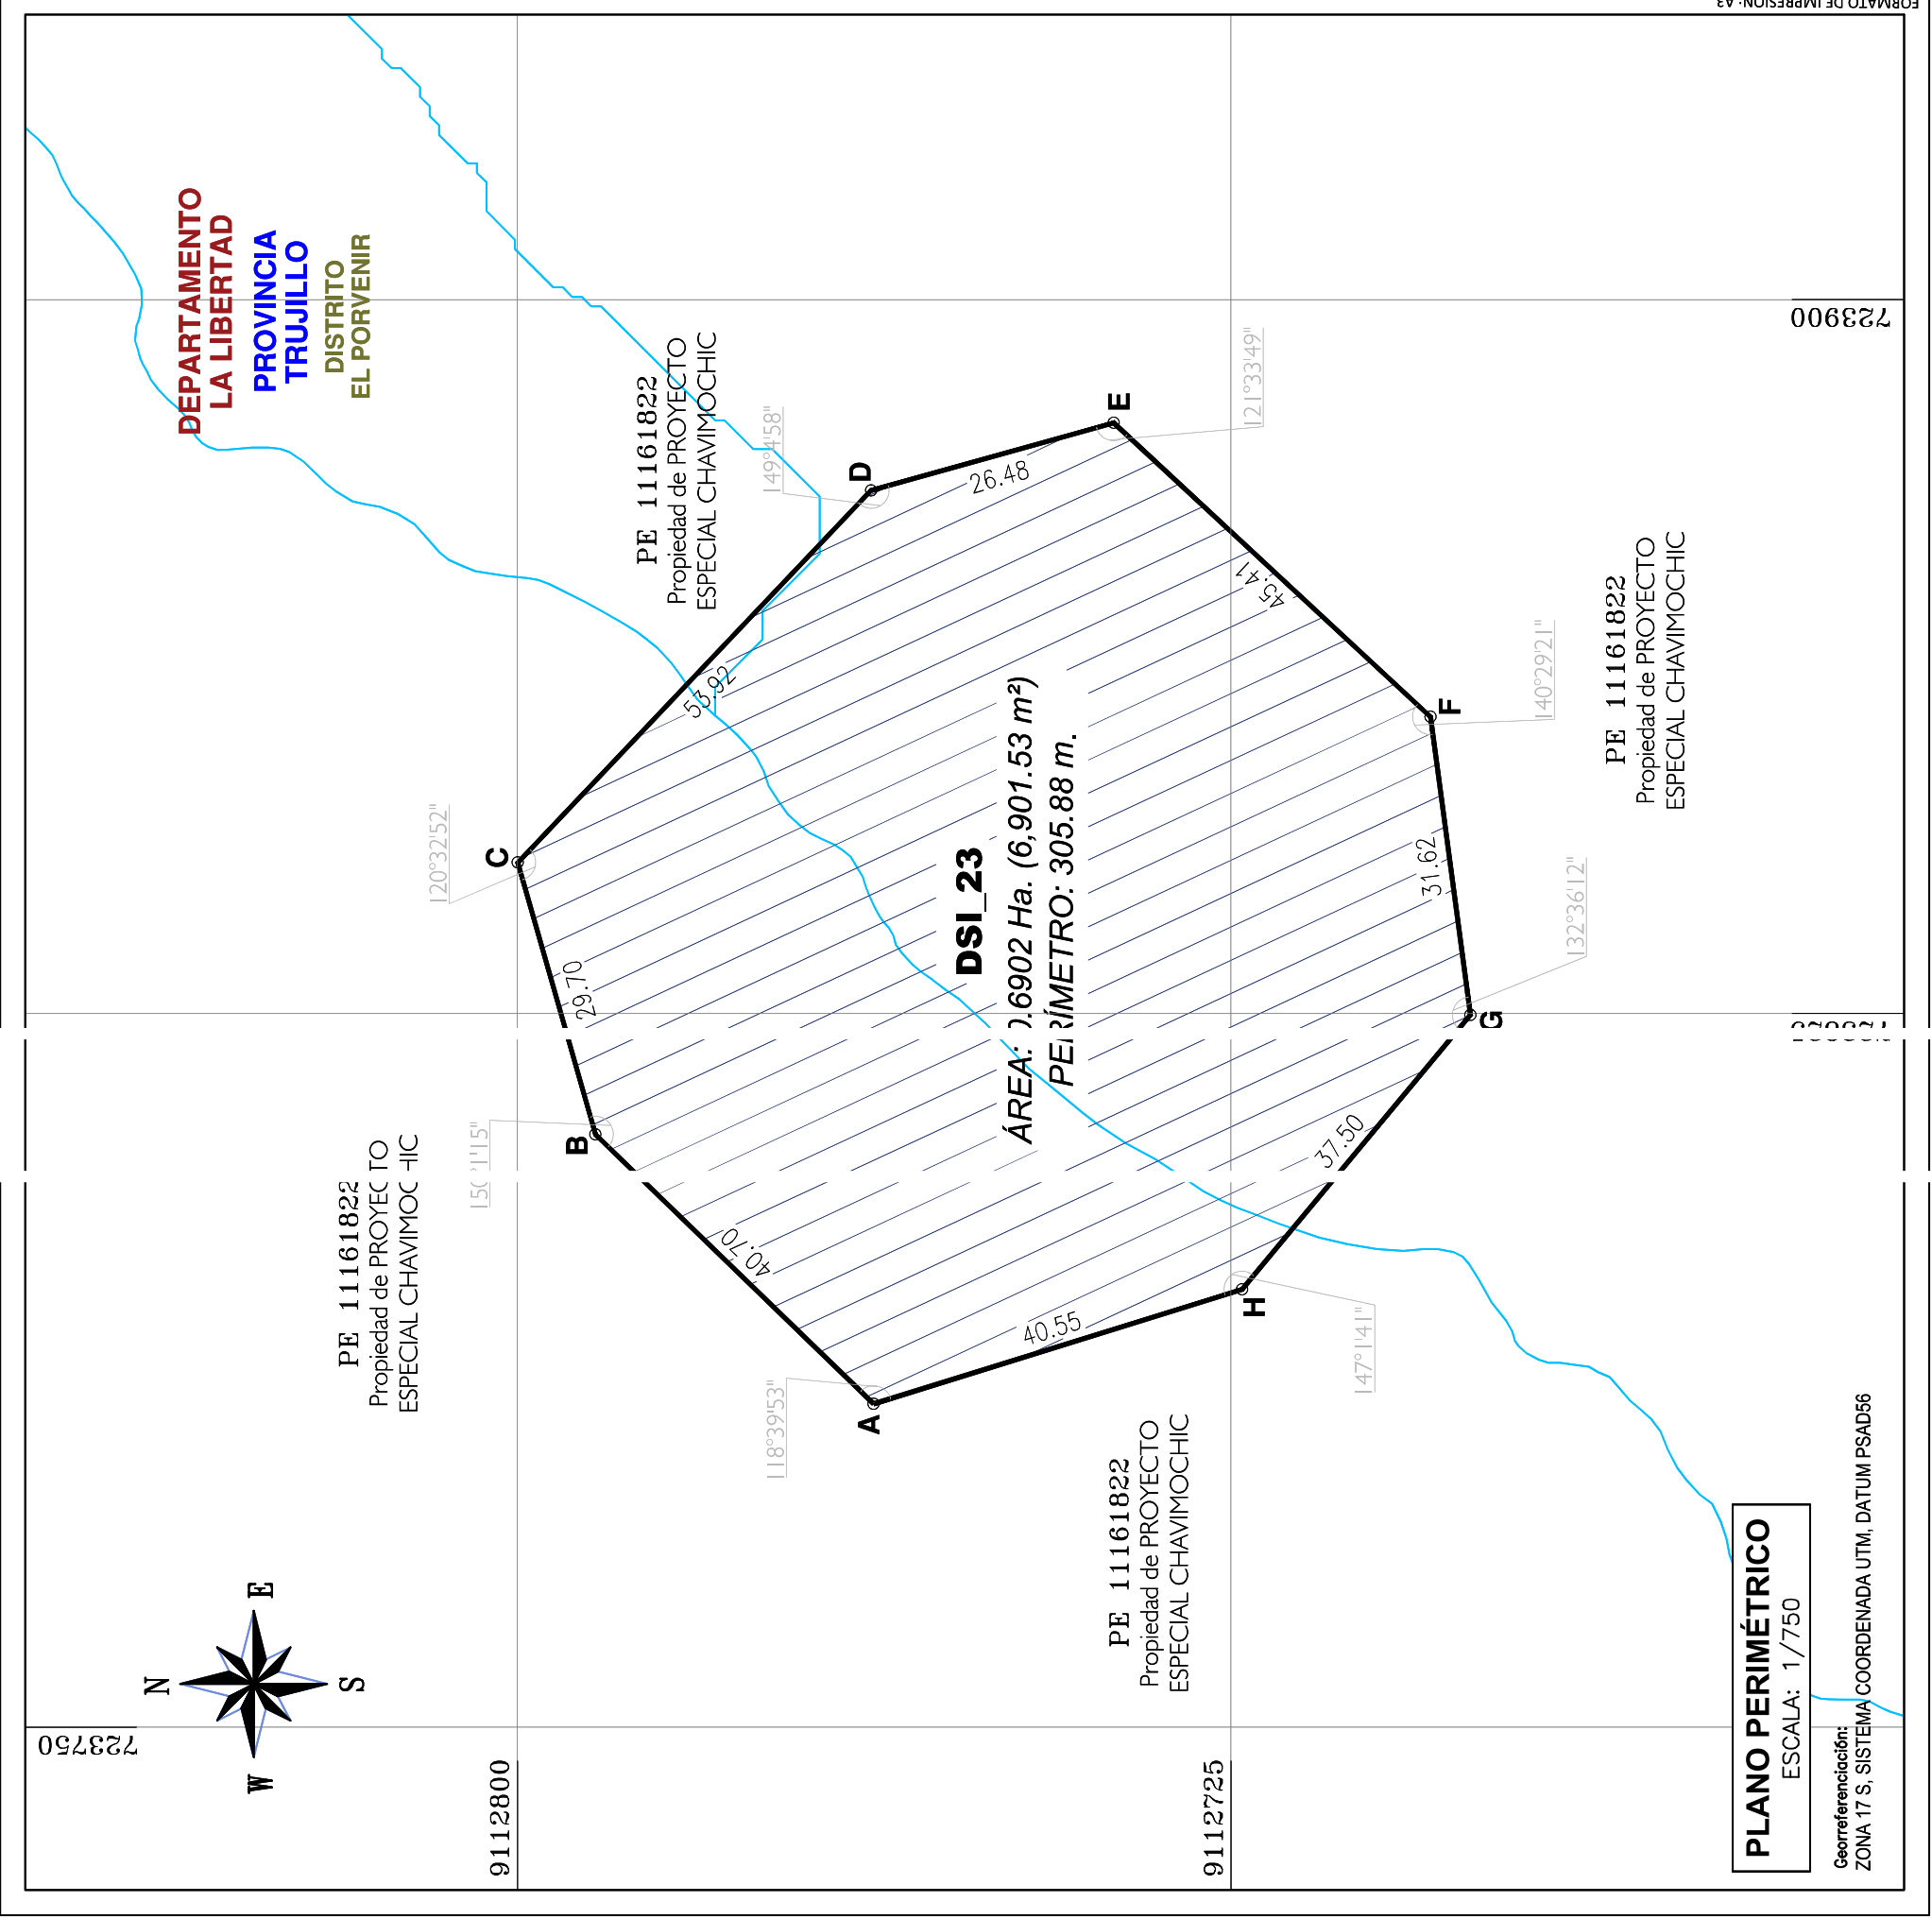 FORMATO DE IMPRESION: A3
DEPARTAMENTO
LA LIBERTAD
PROVINCIA
TRUJILLO
DISTRITO
EL PORVENIR
N
E
S
W
723750
723900
9112800
9112725
PE 11161822
Propiedad de PROYECTO
ESPECIAL CHAVIMOCHIC
PE 11161822
Propiedad de PROYECTO
ESPECIAL CHAVIMOCHIC
PE 11161822
Propiedad de PROYECTO
ESPECIAL CHAVIMOCHIC
PE 11161822
Propiedad de PROYECTO
ESPECIAL CHAVIMOCHIC
A
B
C
D
E
F
G
H
118°39'53"
120°32'52"
149°4'58"
121°33'49"
140°29'21"
132°36'12"
147°1'41"
40.70
29.70
53.92
26.48
45.41
31.62
37.50
40.55
DSI_23
ÁREA: 0.6902 Ha. (6,901.53 m²)
PERÍMETRO: 305.88 m.
PLANO PERIMÉTRICO
ESCALA: 1/750
Georreferenciación:
ZONA 17 S, SISTEMA COORDENADA UTM, DATUM PSAD56